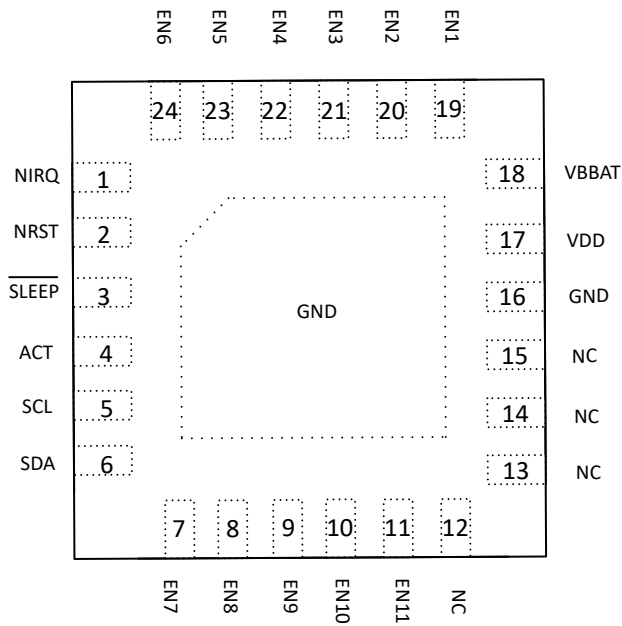 EN6 EN5 EN4 EN3 EN2 EN1
24 23 22 21 20 19
NIRQ 1 18 VBBAT
NRST 2 17 VDD
SLEEP 3 16 GND
GND
ACT 4 15 NC
SCL 5 14 NC
SDA 6 13 NC
7 8 9 10 11 12
EN7 EN8 EN9 EN10 EN11 NC